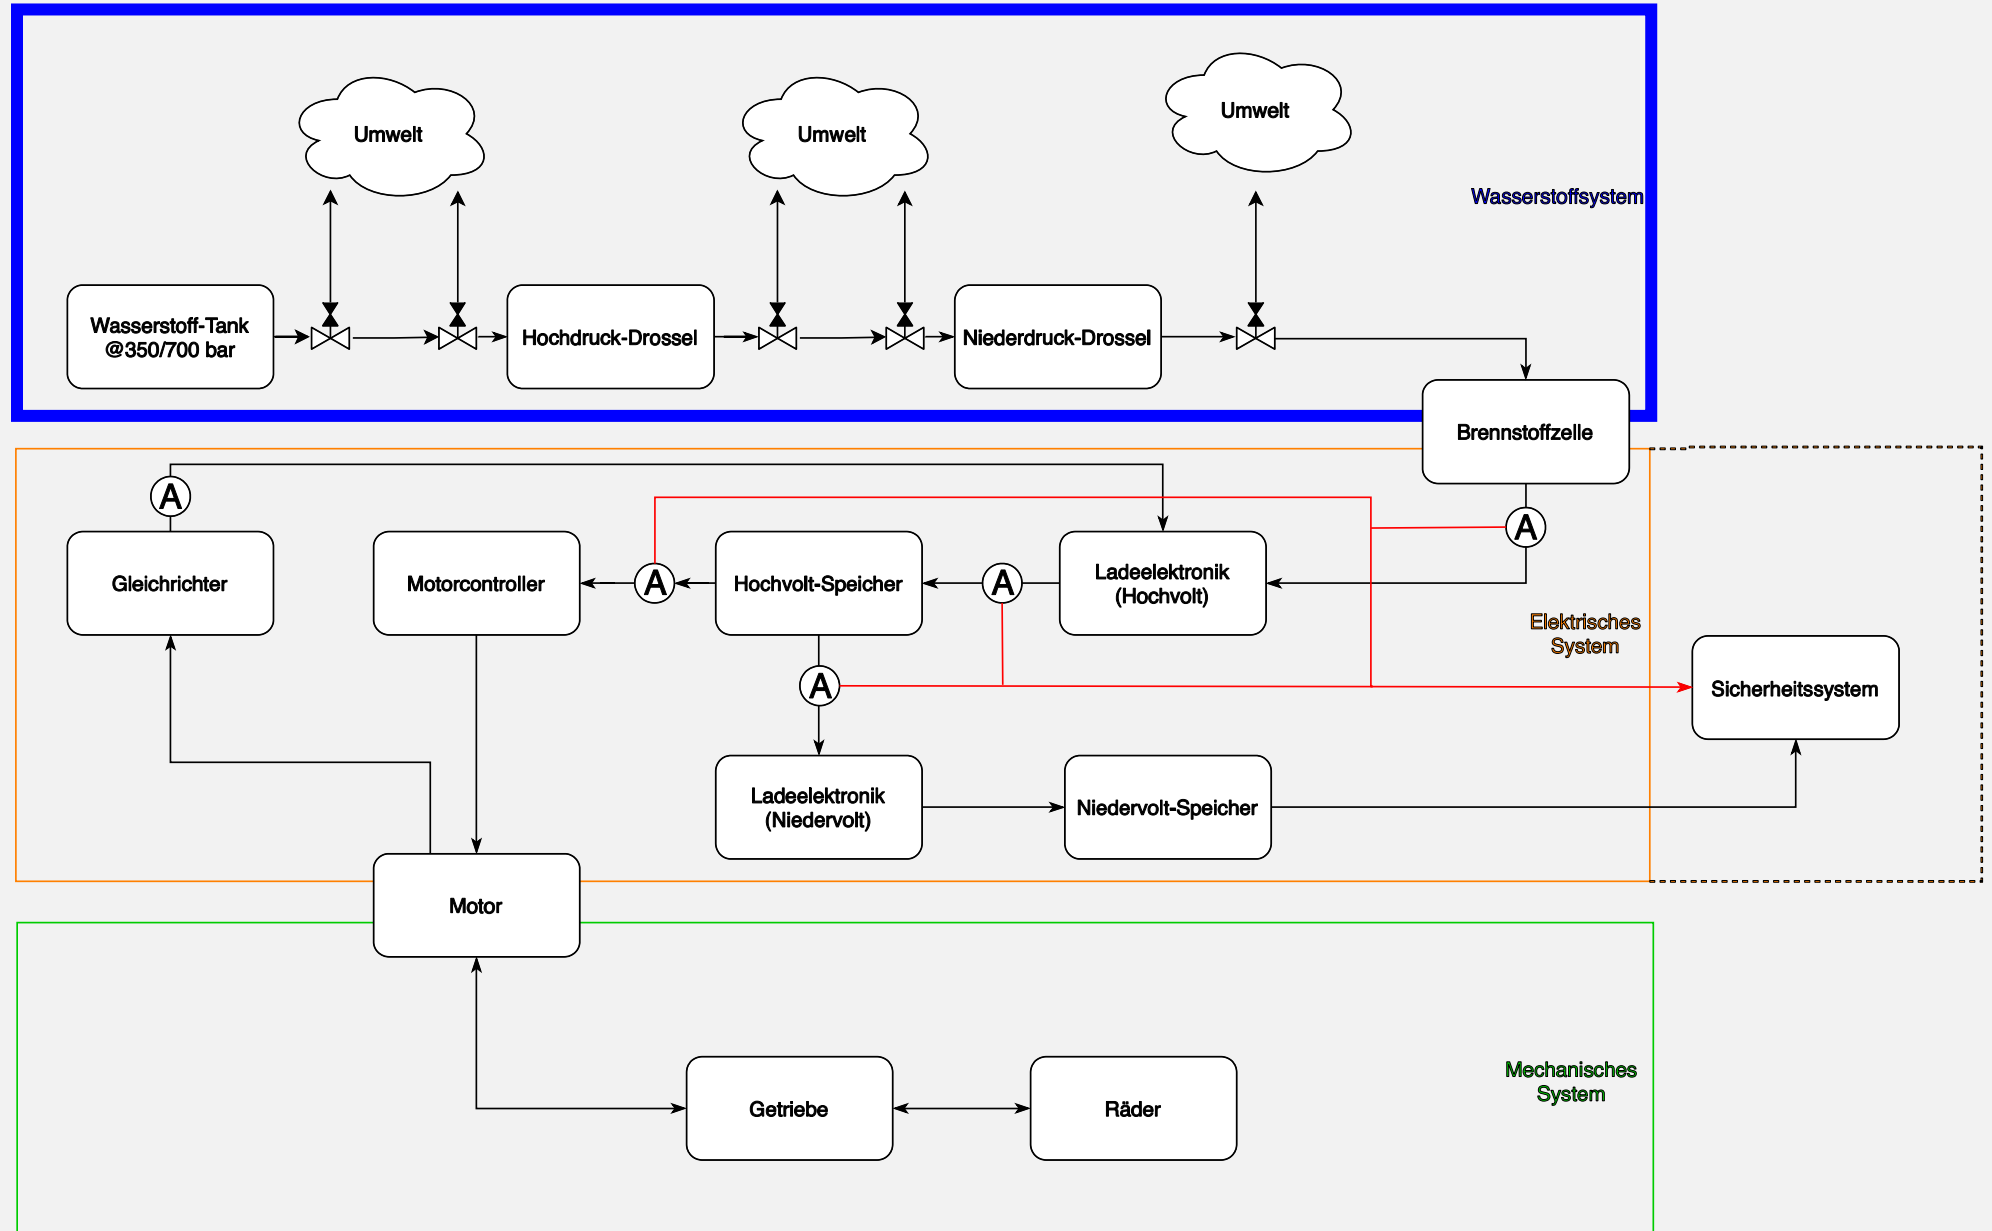 Umwelt
Umwelt
Umwelt
Wasserstoffsystem
Wasserstoff-Tank
@350/700 bar
Hochdruck-Drossel
Niederdruck-Drossel
Brennstoffzelle
A
A
Gleichrichter
Motorcontroller
A
Hochvolt-Speicher
A
Ladeelektronik
(Hochvolt)
Elektrisches
System
A
Sicherheitssystem
Ladeelektronik
(Niedervolt)
Niedervolt-Speicher
Motor
Mechanisches
System
Getriebe
Räder